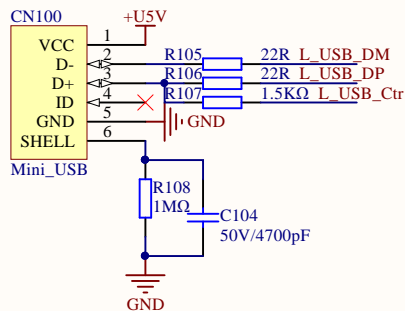 CN100
+U5V
VCC 1
D- 2 R105 22R L_USB_DM
D+ 3 R106 22R L_USB_DP
ID 4 R107 1.5KΩ L_USB_Ctr
GND 5 GND
SHELL 6
Mini_USB
R108
1MΩ
C104
50V/4700pF
GND